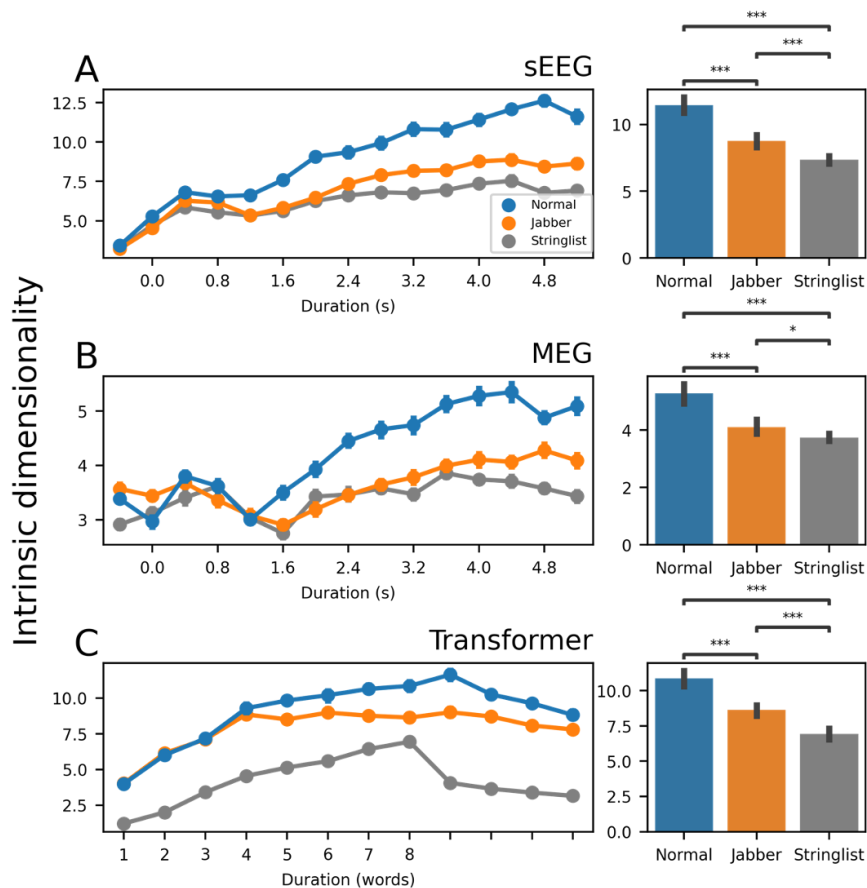 ***
***
***
A
sEEG
12.5
10.0
7.5
5.0
Normal
Jabber
Stringlist
0.0 0.8 1.6 2.4 3.2 4.0 4.8
Duration (s)
10
5
0
Normal Jabber Stringlist
Intrinsic dimensionality
***
*
***
B
MEG
5
4
3
0.0 0.8 1.6 2.4 3.2 4.0 4.8
Duration (s)
4
2
0
Normal Jabber Stringlist
***
***
***
C
Transformer
10.0
7.5
5.0
2.5
1 2 3 4 5 6 7 8
Duration (words)
10.0
7.5
5.0
2.5
0.0
Normal Jabber Stringlist